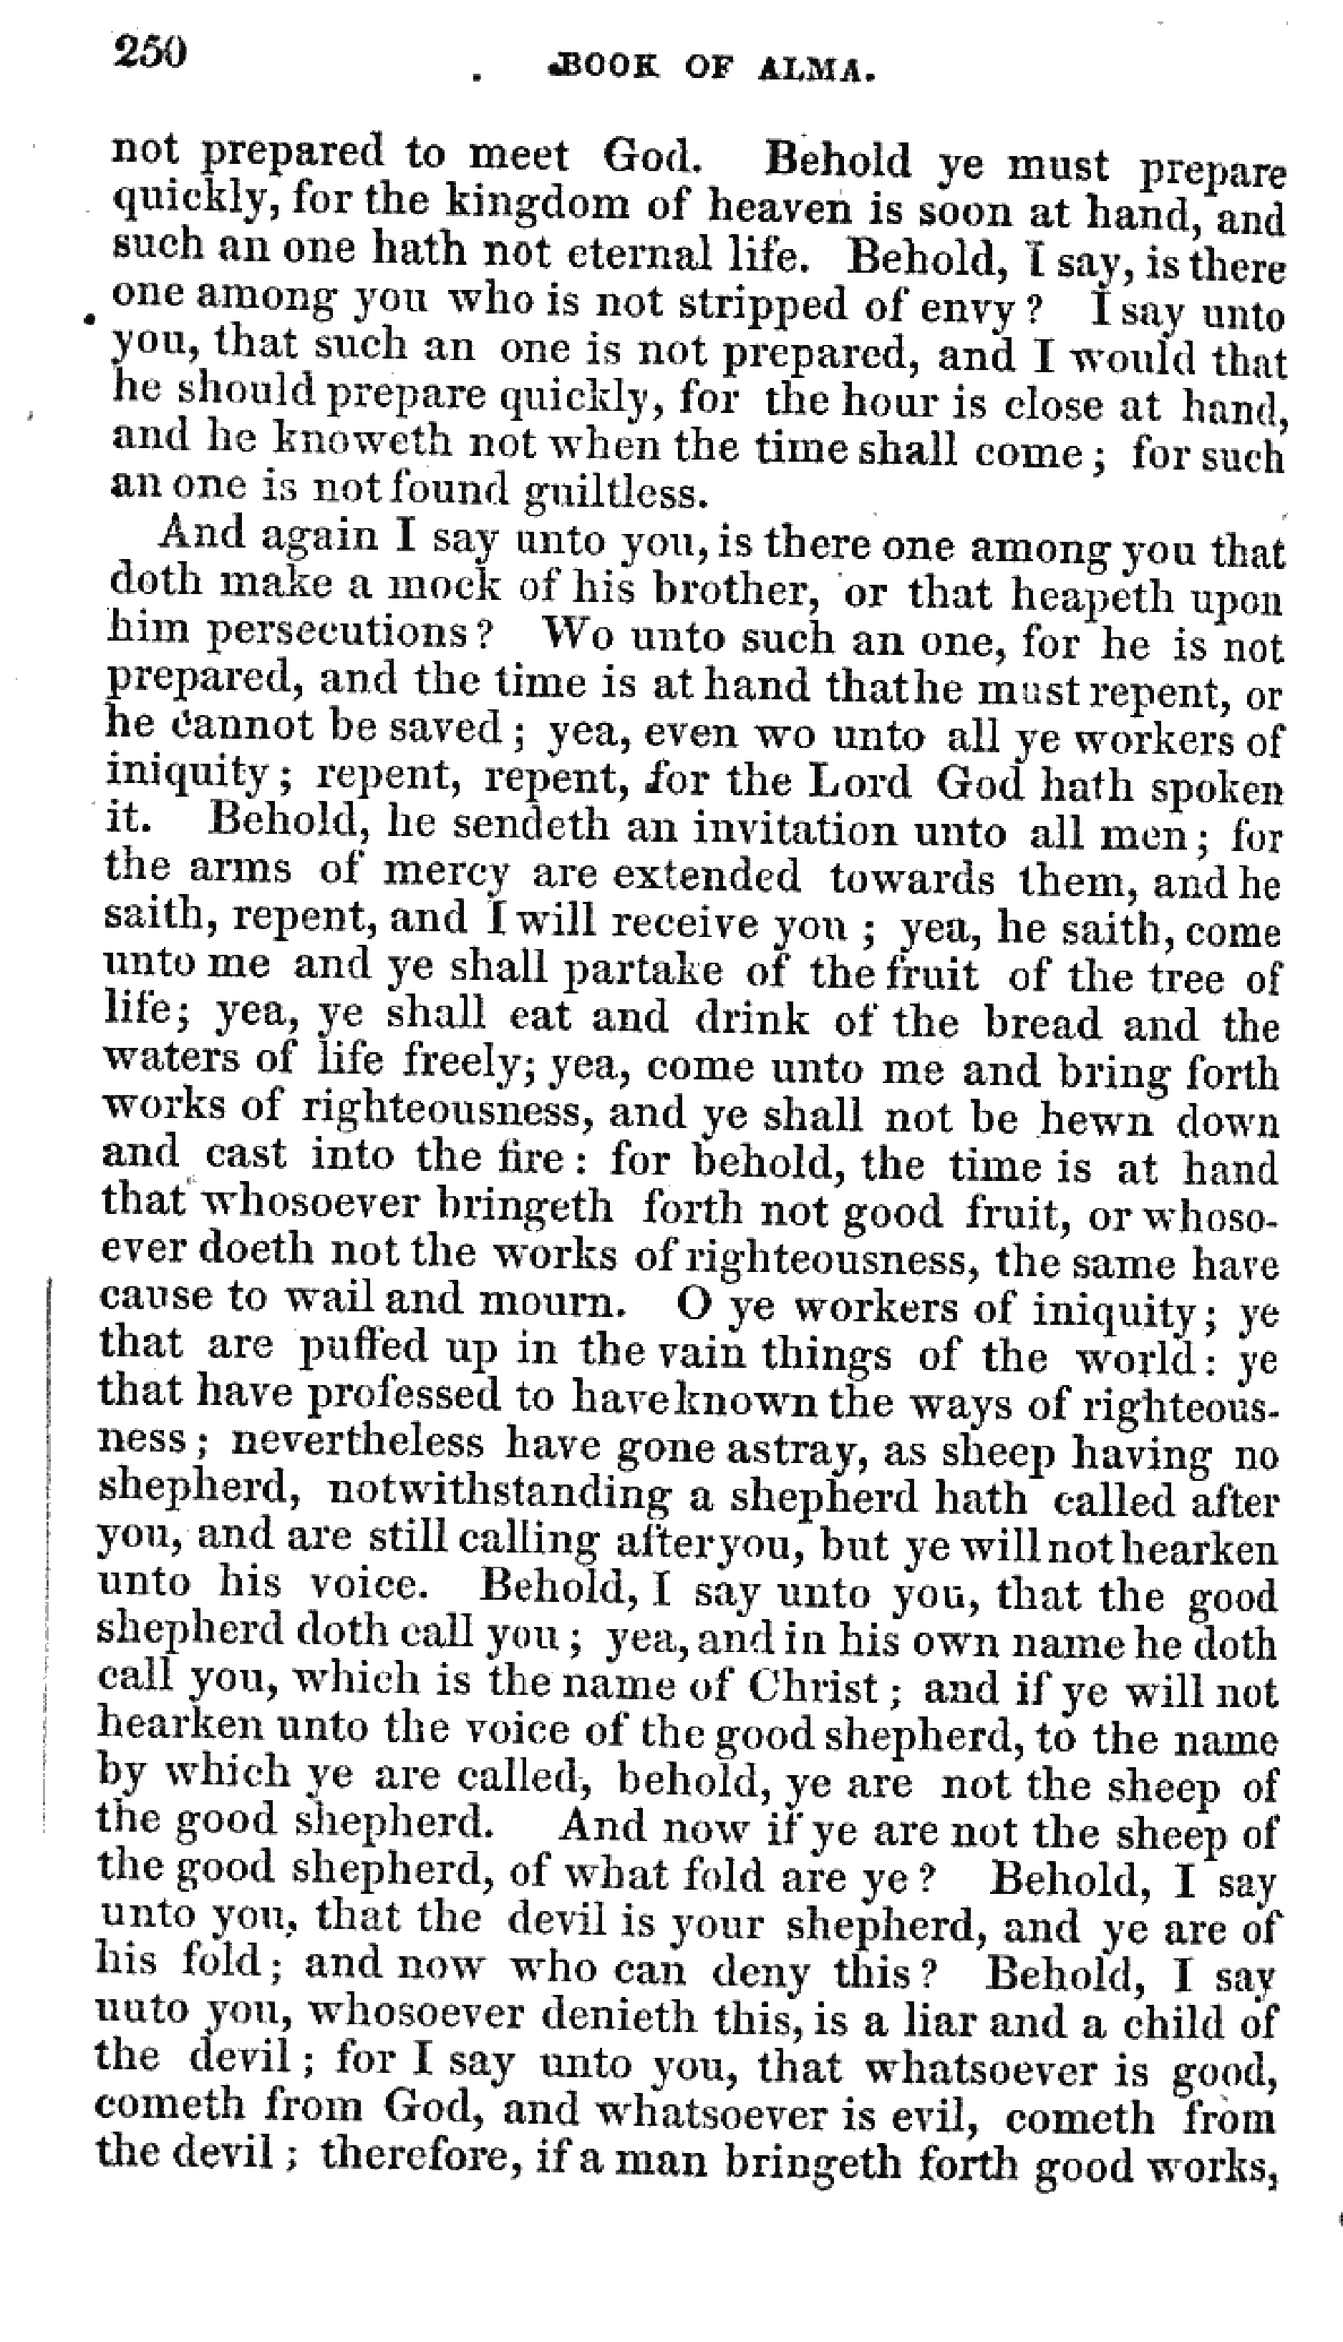 250
BOOK OF ALMA.
not prepared to meet God. Behold ye must prepare
quickly, for the kingdom of heaven is soon at hand, and
such an one hath not eternal life. Behold, I say, is there
one among you who is not stripped of envy? I say unto
you, that such an one is not prepared, and I would that
he should prepare quickly, for the hour is close at hand,
and he knoweth not when the time shall come; for such
an one is not found guiltless.
And again I say unto you, is there one among you that
doth make a mock of his brother, or that heapeth upon
him persecutions? Wo unto such an one, for he is not
prepared, and the time is at hand that he must repent, or
he cannot be saved; yea, even wo unto all ye workers of
iniquity; repent, repent, for the Lord God hath spoken
it. Behold, he sendeth an invitation unto all men; for
the arms of mercy are extended towards them, and he
saith, repent, and I will receive you; yea, he saith, come
unto me and ye shall partake of the fruit of the tree of
life; yea, ye shall eat and drink of the bread and the
waters of life freely; yea, come unto me and bring forth
works of righteousness, and ye shall not be hewn down
and cast into the fire: for behold, the time is at hand
that whosoever bringeth forth not good fruit, or whoso-
ever doeth not the works of righteousness, the same have
cause to wail and mourn. O ye workers of iniquity; ye
that are puffed up in the vain things of the world: ye
that have professed to have known the ways of righteous-
ness; nevertheless have gone astray, as sheep having no
shepherd, notwithstanding a shepherd hath called after
you, and are still calling after you, but ye will not hearken
unto his voice. Behold, I say unto you, that the good
shepherd doth call you; yea, and in his own name he doth
call you, which is the name of Christ; and if ye will not
hearken unto the voice of the good shepherd, to the name
by which ye are called, behold, ye are not the sheep of
the good shepherd. And now if ye are not the sheep of
the good shepherd, of what fold are ye? Behold, I say
unto you, that the devil is your shepherd, and ye are of
his fold; and now who can deny this? Behold, I say
uuto you, whosoever denieth this, is a liar and a child of
the devil; for I say unto you, that whatsoever is good,
cometh from God, and whatsoever is evil, cometh from
the devil; therefore, if a man bringeth forth good works,